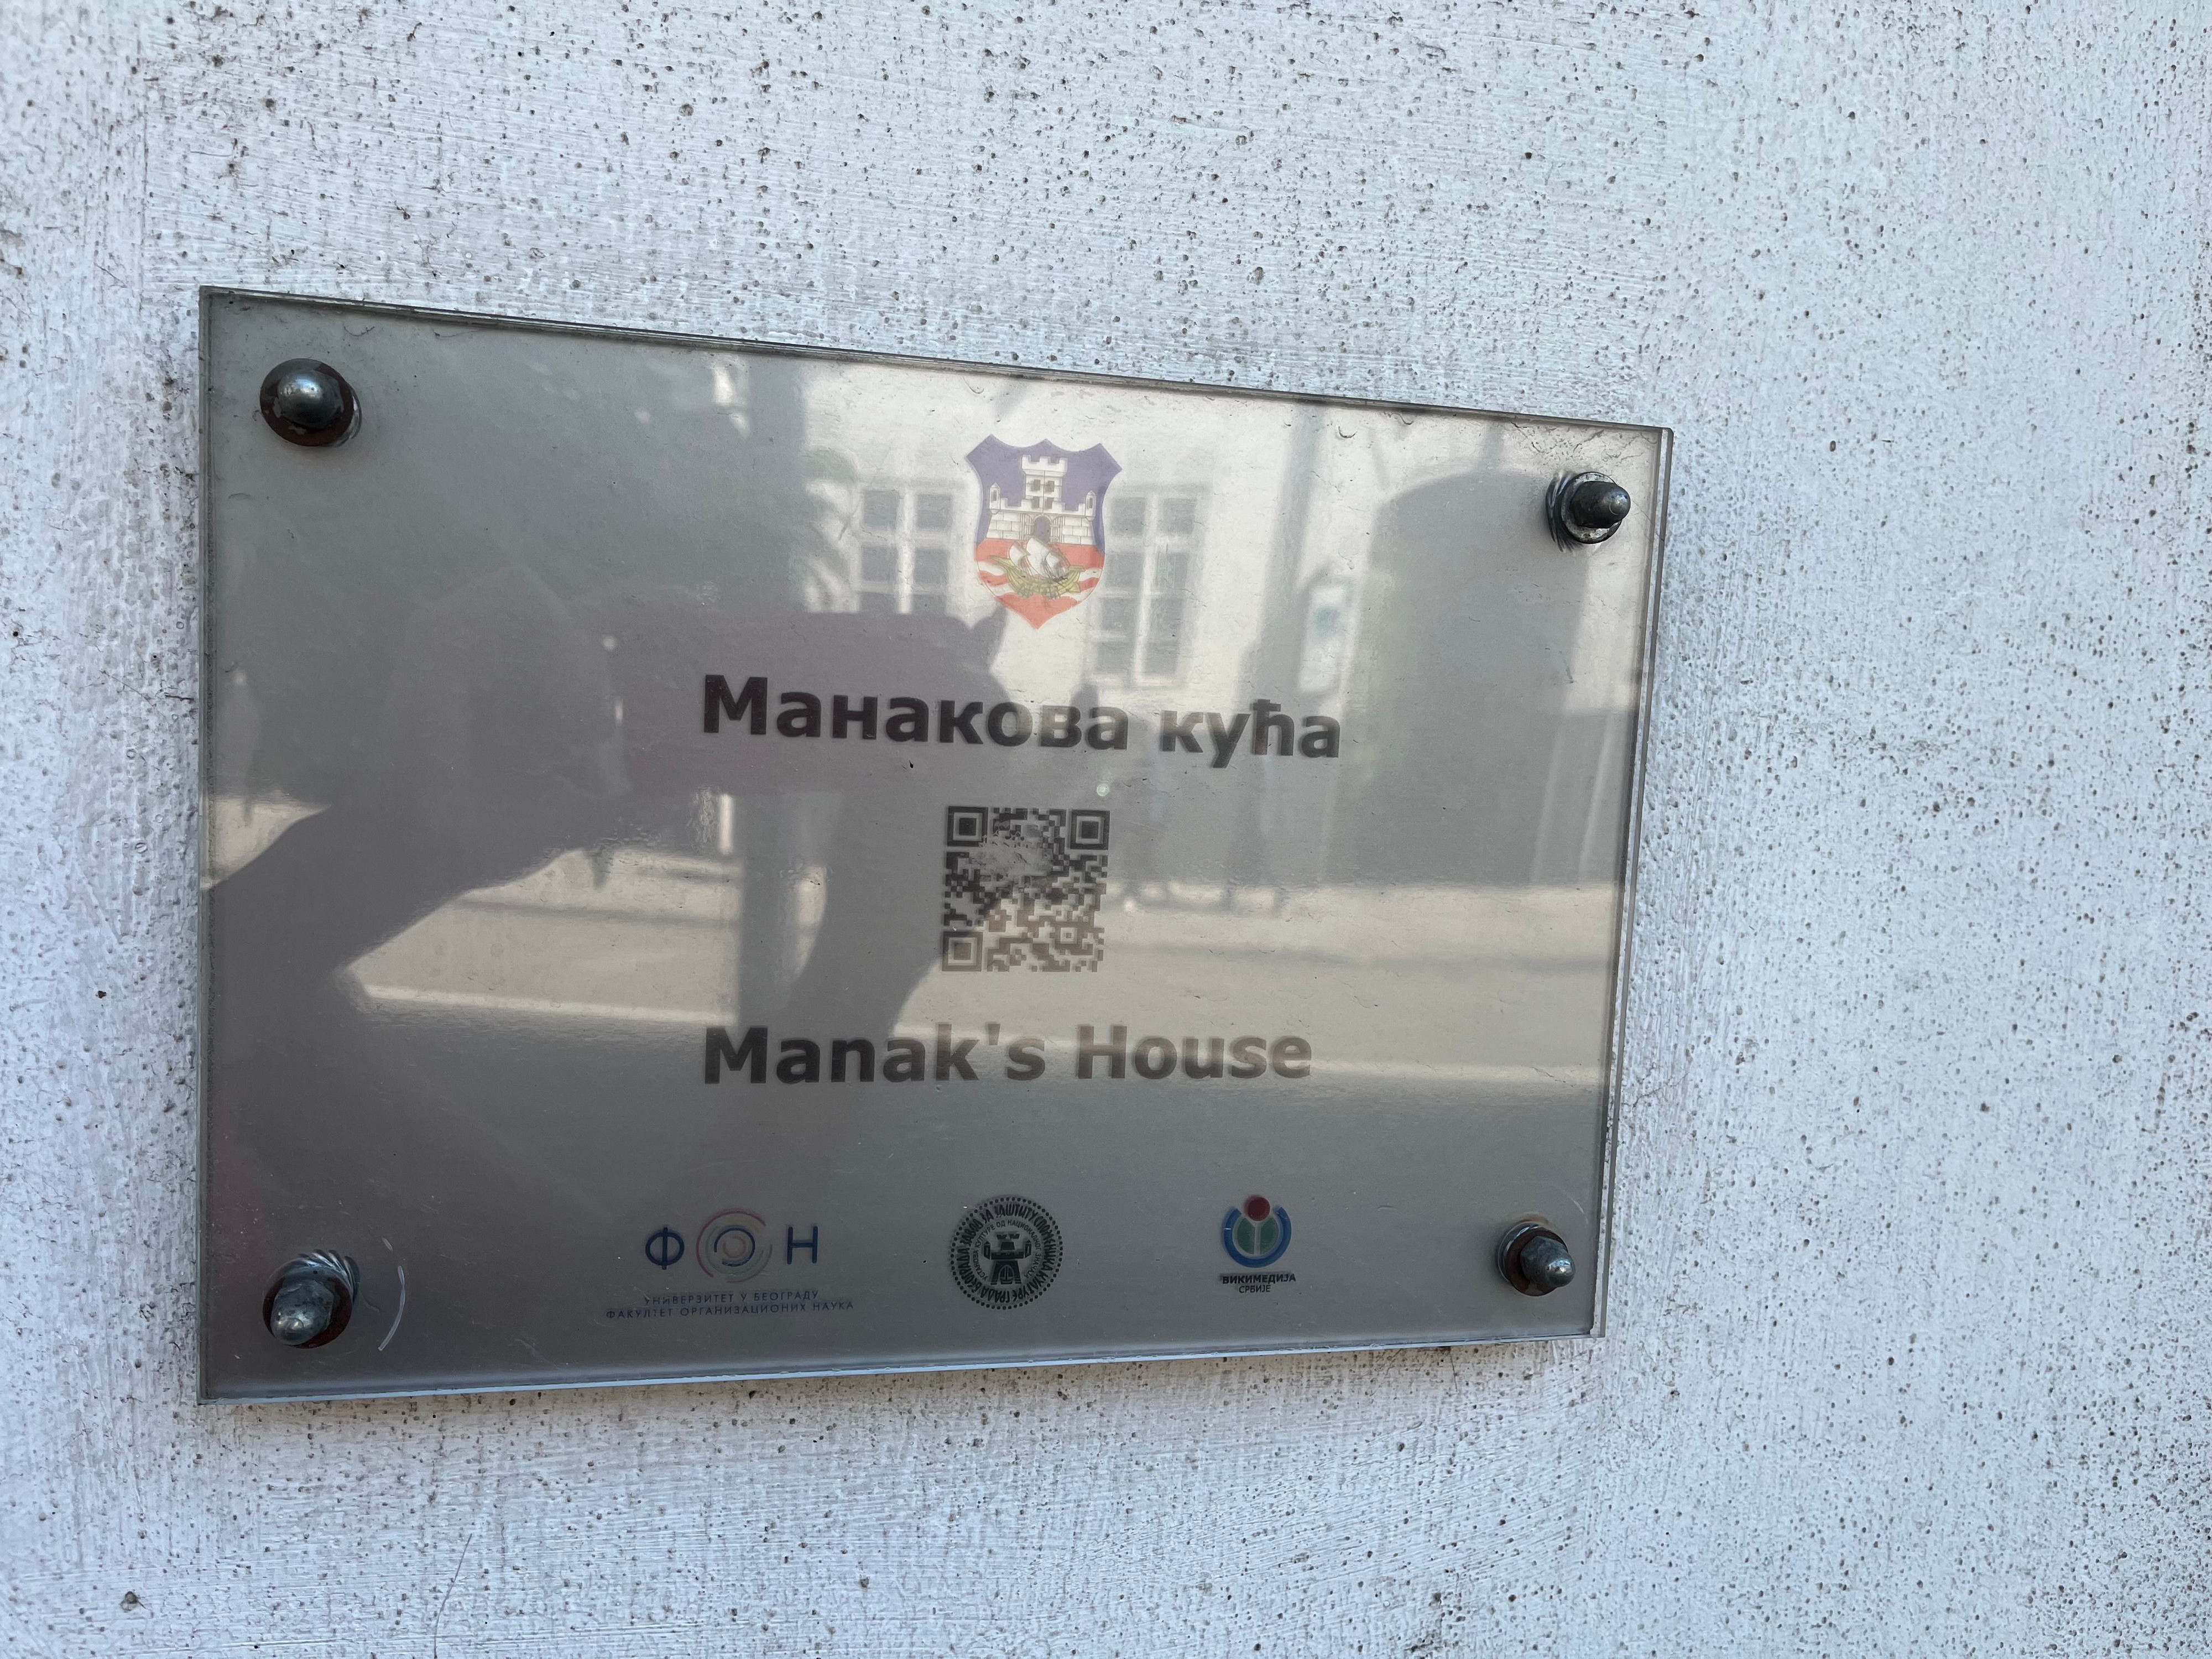 Манакова кућа
Manak's House
ФОН
УНИВЕРЗИТЕТ У БЕОГРАДУ
ФАКУЛТЕТ ОРГАНИЗАЦИОНИХ НАУКА
ВИКИМЕДИЈА
СРБИЈЕ